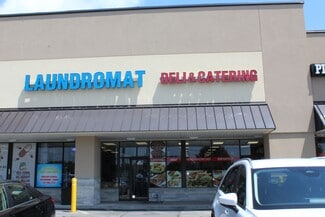 LAUNDROMAT
DELI & CATERING